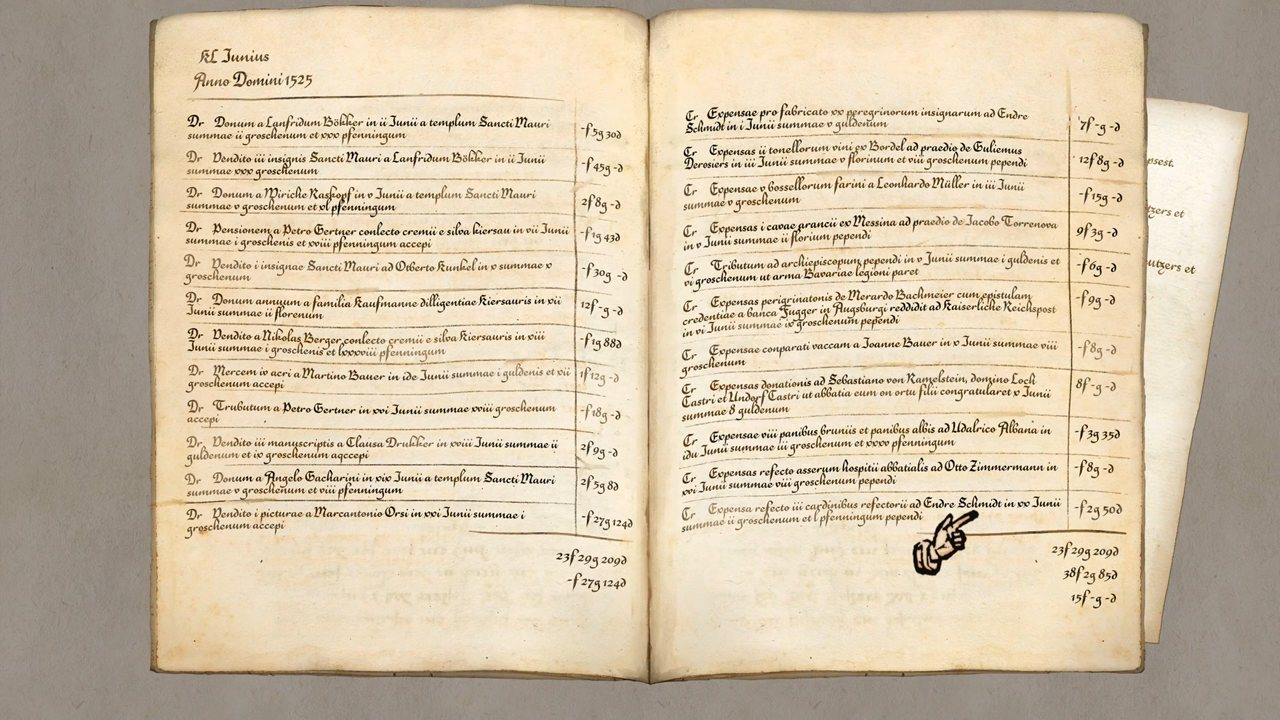 KL Junius
Anno Domini 1525
Dr Donum a Lanfridum Bökker in ii Junii a templum Sancti Mauri
summae ii groschenum et xxx pfenningum
-f 5g 30d
Dr Vendito iii insignis Sancti Mauri a Lanfridum Bökker in ii Junii
summae xxx groschenum
-f 45g -d
Dr Donum a Wiriche Raskopf in v Junii a templum Sancti Mauri
summae v groschenum et xl pfenningum
2f 8g -d
Dr Pensionem a Petro Gertner conlecto cremii e silva kiersau in vii Junii
summae i groschenis et xxiii pfenningum accepi
-f 1g 43d
Dr Vendito i insignae Sancti Mauri ad Otberto Kunkel in x summae x
groschenum
-f 30g -d
Dr Donum annuum a familia Kaufmanne dilligentiae Kiersauris in xii
Junii summae ii florenum
12f -g -d
Dr Vendito a Nikolas Berger conlecto cremii e silva Kiersauris in xiii
Junii summae i groschenis et lxxxviii pfenningum
-f 1g 88d
Dr Mercem iv acri a Martino Bauer in ide Junii summae i guldenis et xii
groschenum accepi
1f 12g -d
Dr Trubutum a Petro Gertner in xvi Junii summae xviii groschenum
accepi
-f 18g -d
Dr Vendito iii manuscriptis a Clausa Drukker in xviii Junii summae ii
guldenum et ix groschenum aqccepi
2f 9g -d
Dr Donum a Angelo Gacharini in xix Junii a templum Sancti Mauri
summae v groschenum et viii pfenningum
2f 5g 8d
Dr Vendito i picturae a Marcantonio Orsi in xxi Junii summae i
groschenum accepi
-f 27g 124d
23f 29g 209d
-f 27g 124d
Cr Expensae pro fabricato xx peregrinorum insignarum ad Endre
Schmidt in i Junii summae v guldenum
7f -g -d
Cr Expensas ii tonellorum vini ex Bordel ad praedio de Guliemus
Derosiers in iii Junii summae v florinum et viii groschenum pependi
12f 8g -d
Cr Expensae v bossellorum farini a Leonhardo Müller in iii Junii
summae v groschenum
-f 15g -d
Cr Expensas i cavae arancii ex Messina ad praedio de Jacobo Torrenova
in v Junii summae ii florium pependi
9f 3g -d
Cr Tributum ad archiepiscopum pependi in v Junii summae i guldenis et
vi groschenum ut arma Bavariae legioni paret
-f 6g -d
Cr Expensas perigrinatonis de Merardo Bachmeier cum epistulam
credentiae a banca Fugger in Augsburgi reddidit ad Kaiserliche Reichspost
in vi Junii summae ix groschenum pependi
-f 9g -d
Cr Expensae conparati vaccam a Joanne Bauer in x Junii summae viii
groschenum
-f 8g -d
Cr Expensas donationis ad Sebastiano von Ramelstein, domino Loch
Castri et Undorf Castri ut abbatia eum on ortu filii congratularet x Junii
summae 8 guldenum
8f -g -d
Cr Expensae viii panibus bruniis et panibus albis ad Udalrico Albana in
idu Junii summae iii groschenum et xxxv pfenningum
-f 3g 35d
Cr Expensas refecto asserum hospitii abbatialis ad Otto Zimmermann in
xvi Junii summae viii groschenum pependi
-f 8g -d
Cr Expensa refecto iii cardinibus refectorii ad Endre Schmidt in xx Junii
summae ii groschenum et l pfenningum pependi
-f 2g 50d
23f 29g 209d
38f 2g 85d
15f -g -d
psest.
tzers et
utzers et